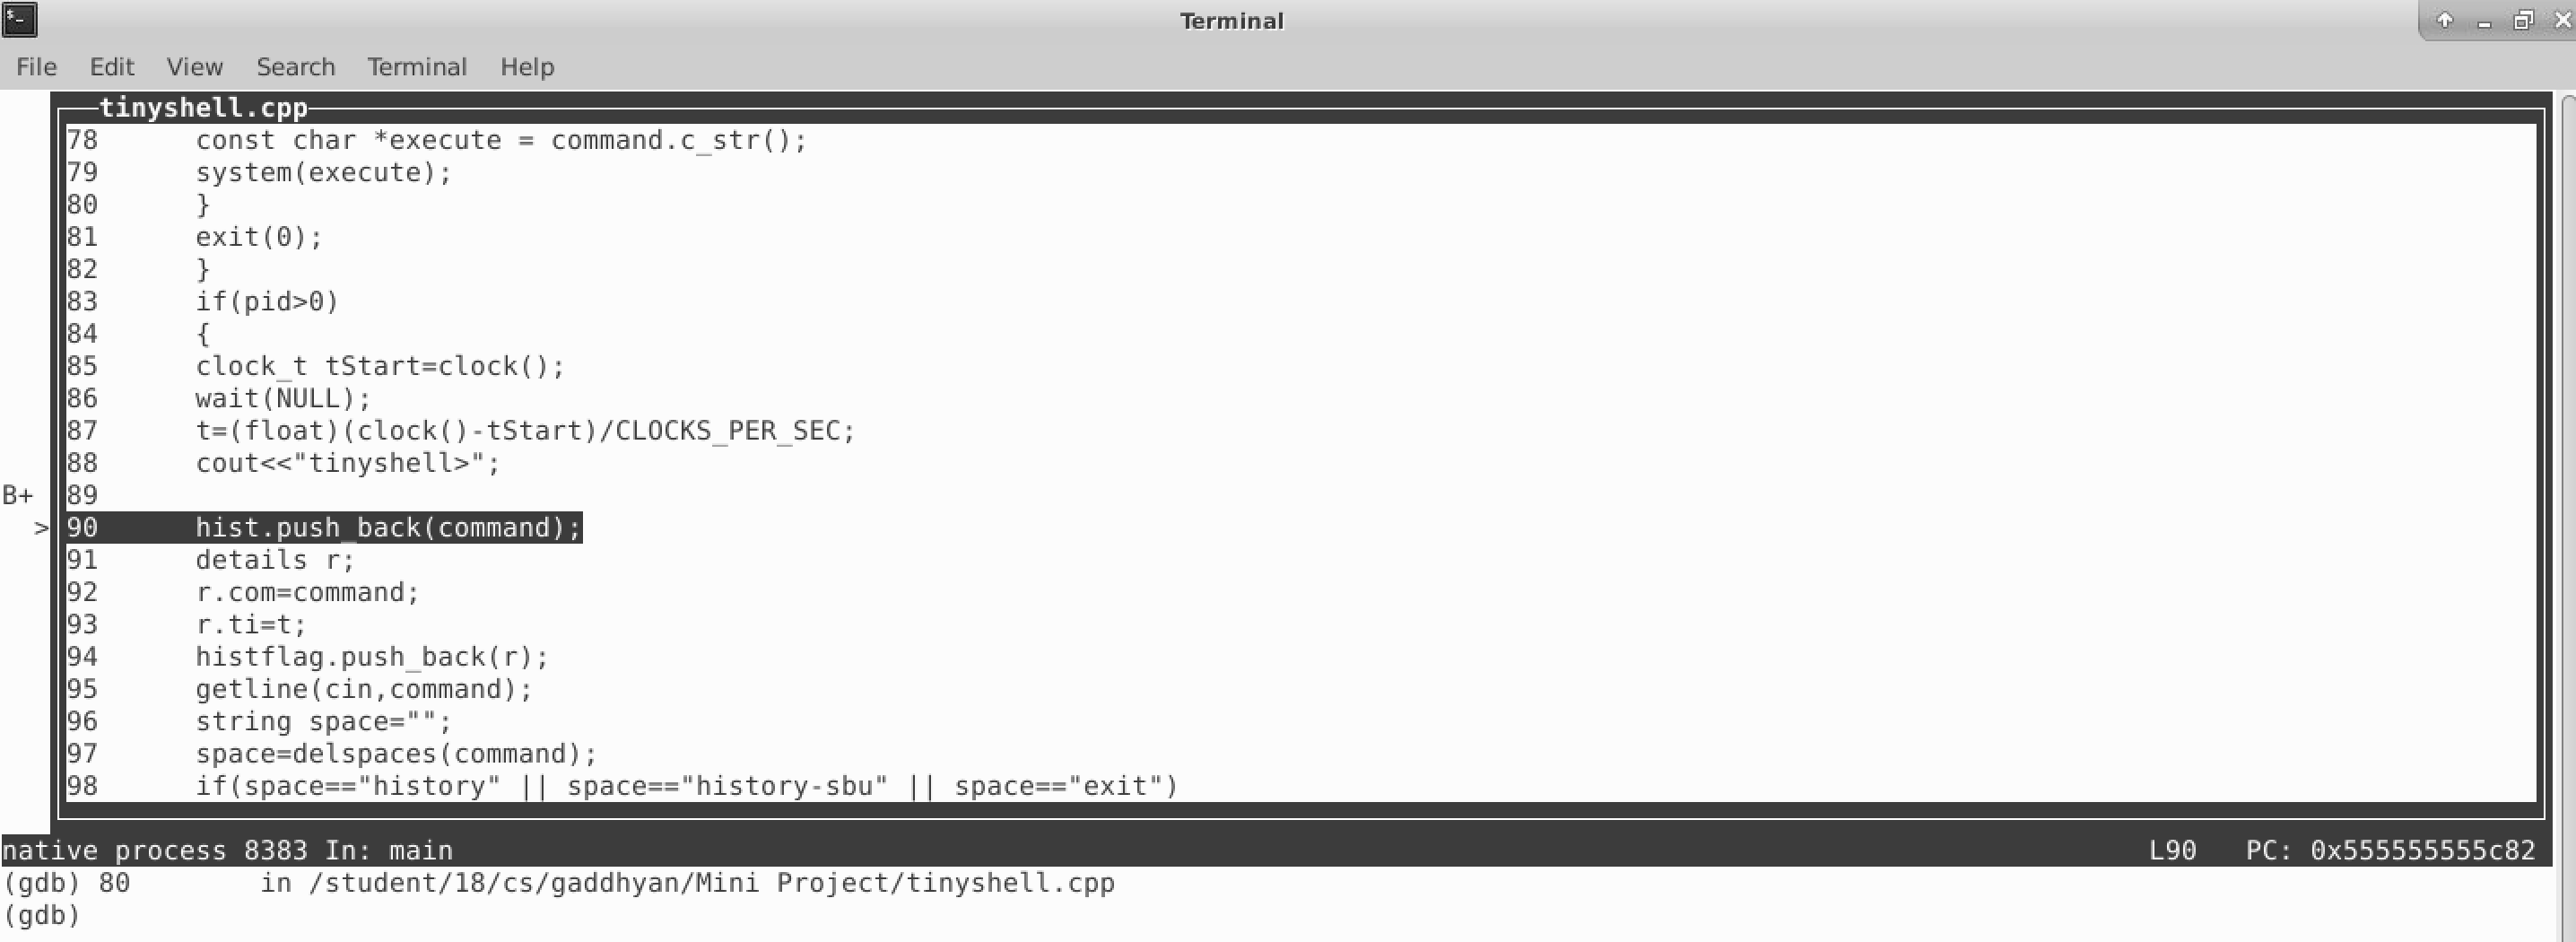 Terminal
File Edit View Search Terminal Help
tinyshell.cpp
78 const char *execute = command.c_str();
79 system(execute);
80 }
81 exit(0);
82 }
83 if(pid>0)
84 {
85 clock_t tStart=clock();
86 wait(NULL);
87 t=(float)(clock()-tStart)/CLOCKS_PER_SEC;
88 cout<<"tinyshell>";
B+ 89
> 90 hist.push_back(command);
91 details r;
92 r.com=command;
93 r.ti=t;
94 histflag.push_back(r);
95 getline(cin,command);
96 string space="";
97 space=delspaces(command);
98 if(space=="history" || space=="history-sbu" || space=="exit")
native process 8383 In: main L90 PC: 0x555555555c82
(gdb) 80 in /student/18/cs/gaddhyan/Mini Project/tinyshell.cpp
(gdb)